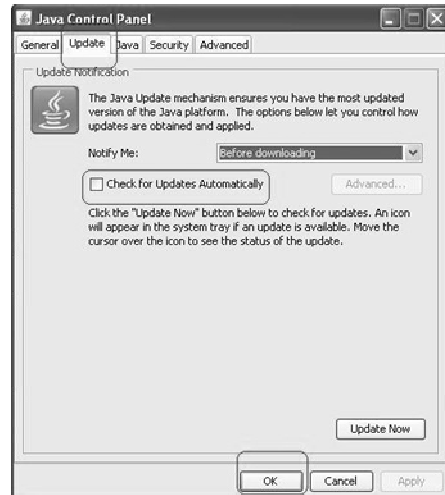 Java Control Panel
General Update Java Security Advanced
Update Notification
The Java Update mechanism ensures you have the most updated
version of the Java platform. The options below let you control how
updates are obtained and applied.
Notify Me: Before downloading
Check for Updates Automatically Advanced...
Click the "Update Now" button below to check for updates. An icon
will appear in the system tray if an update is available. Move the
cursor over the icon to see the status of the update.
Update Now
OK Cancel Apply